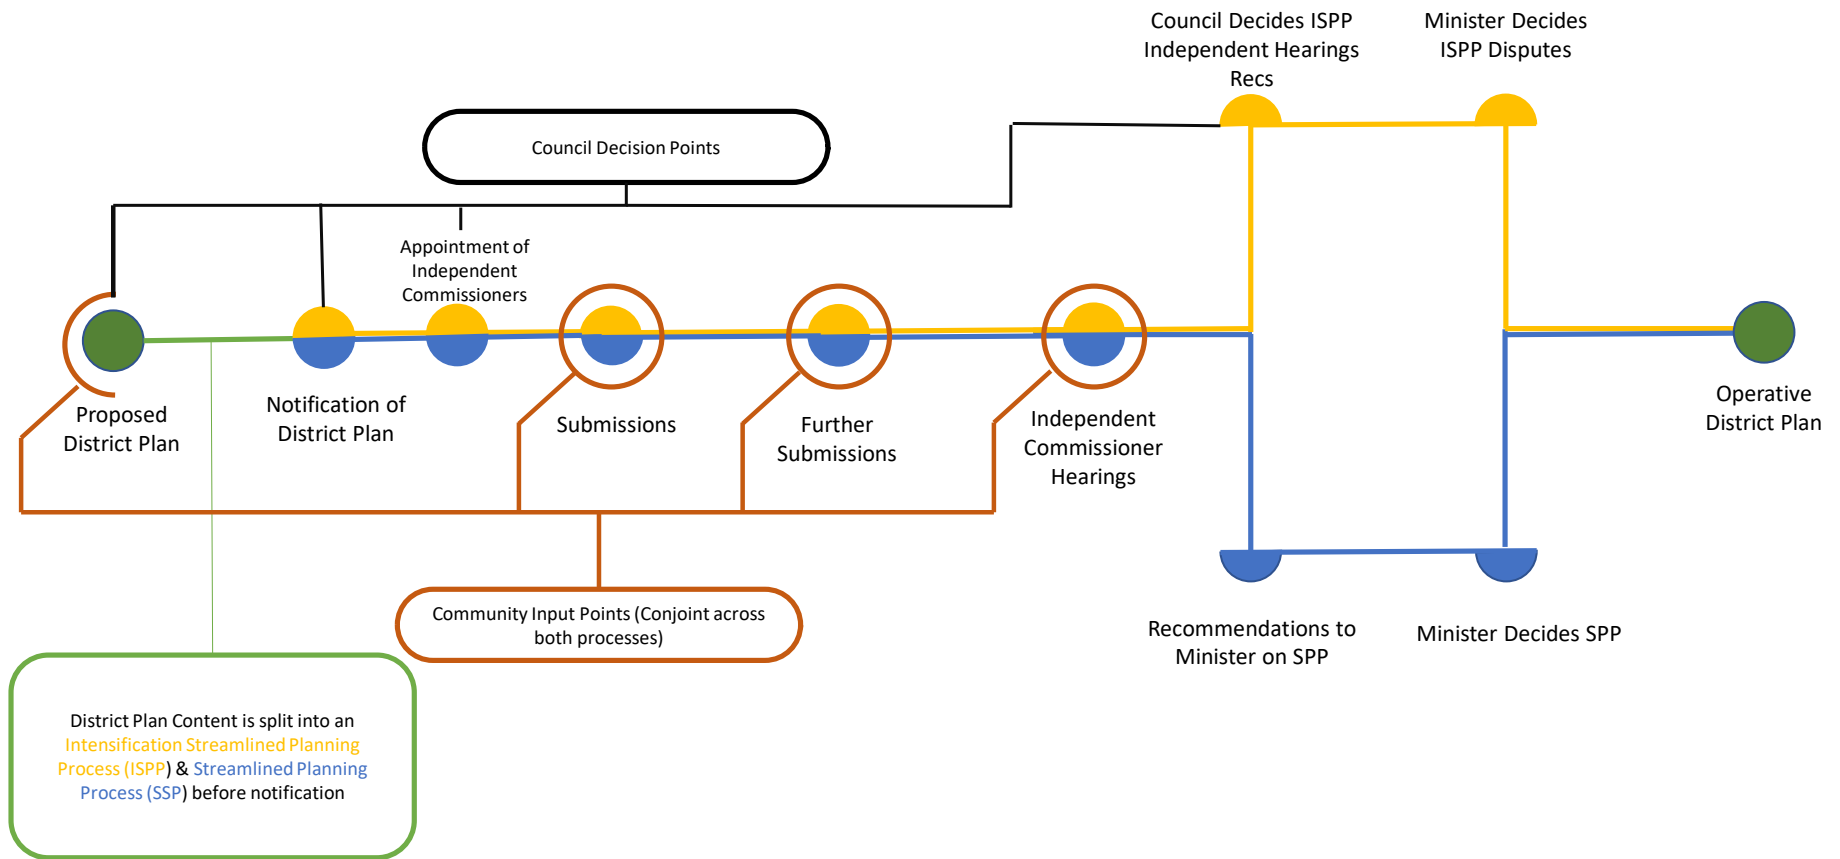 Council Decides ISPP
Independent Hearings
Recs
Minister Decides
ISPP Disputes
Council Decision Points
Appointment of
Independent
Commissioners
Proposed
District Plan
Notification of
District Plan
Submissions
Further
Submissions
Independent
Commissioner
Hearings
Operative
District Plan
Community Input Points (Conjoint across
both processes)
Recommendations to
Minister on SPP
Minister Decides SPP
District Plan Content is split into an
Intensification Streamlined Planning
Process (ISPP) & Streamlined Planning
Process (SSP) before notification